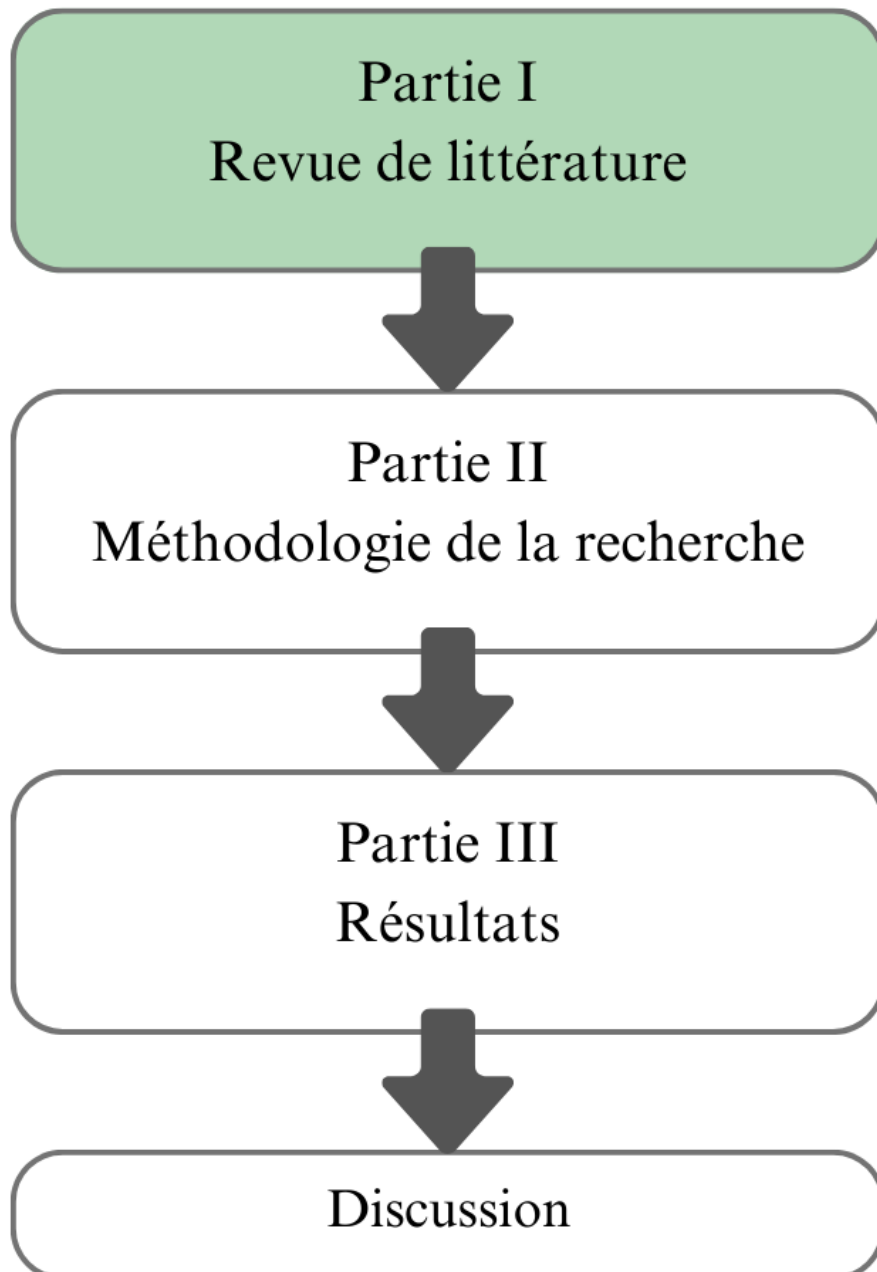 Partie I
Revue de littérature
Partie II
Méthodologie de la recherche
Partie III
Résultats
Discussion